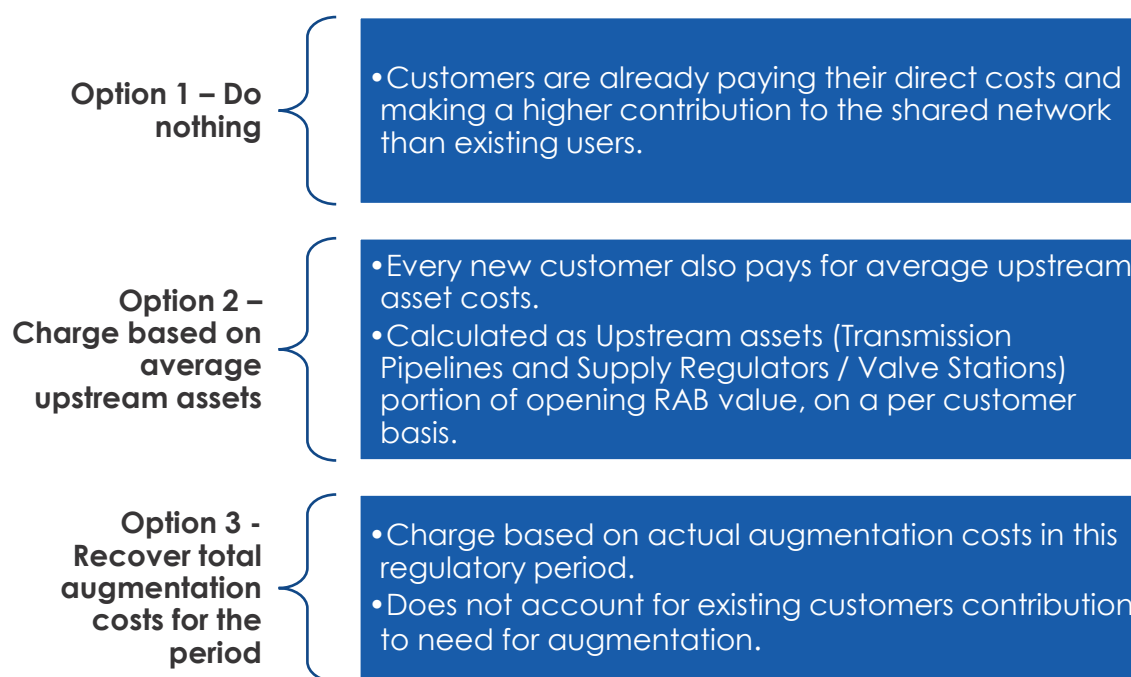 Option 1 – Do
nothing
•Customers are already paying their direct costs and
making a higher contribution to the shared network
than existing users.
Option 2 –
Charge based on
average
upstream assets
•Every new customer also pays for average upstream
asset costs.
•Calculated as Upstream assets (Transmission
Pipelines and Supply Regulators / Valve Stations)
portion of opening RAB value, on a per customer
basis.
Option 3 -
Recover total
augmentation
costs for the
period
•Charge based on actual augmentation costs in this
regulatory period.
•Does not account for existing customers contribution
to need for augmentation.